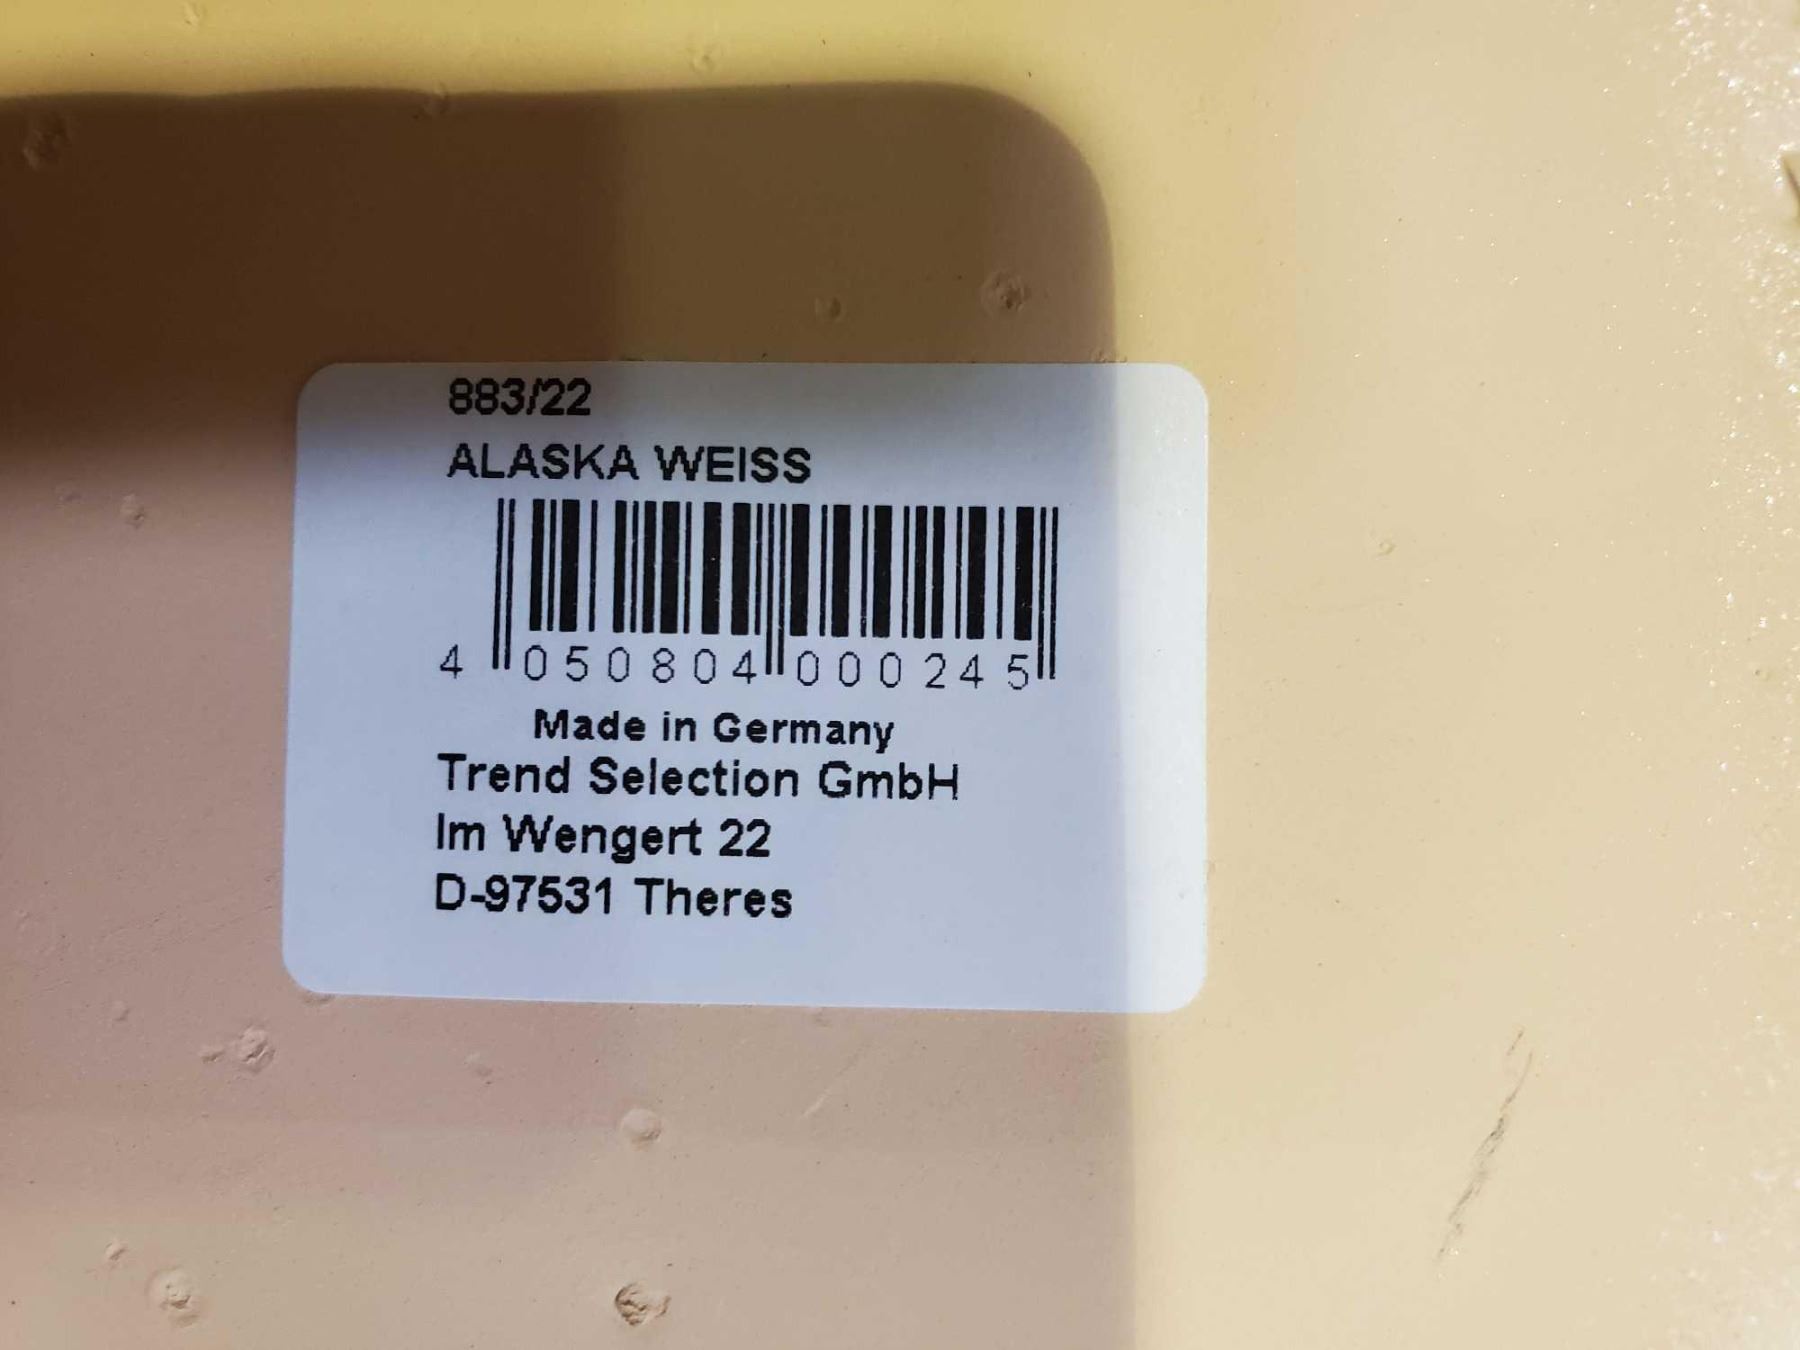 883/22
ALASKA WEISS
4 050804 000245
Made in Germany
Trend Selection GmbH
Im Wengert 22
D-97531 Theres